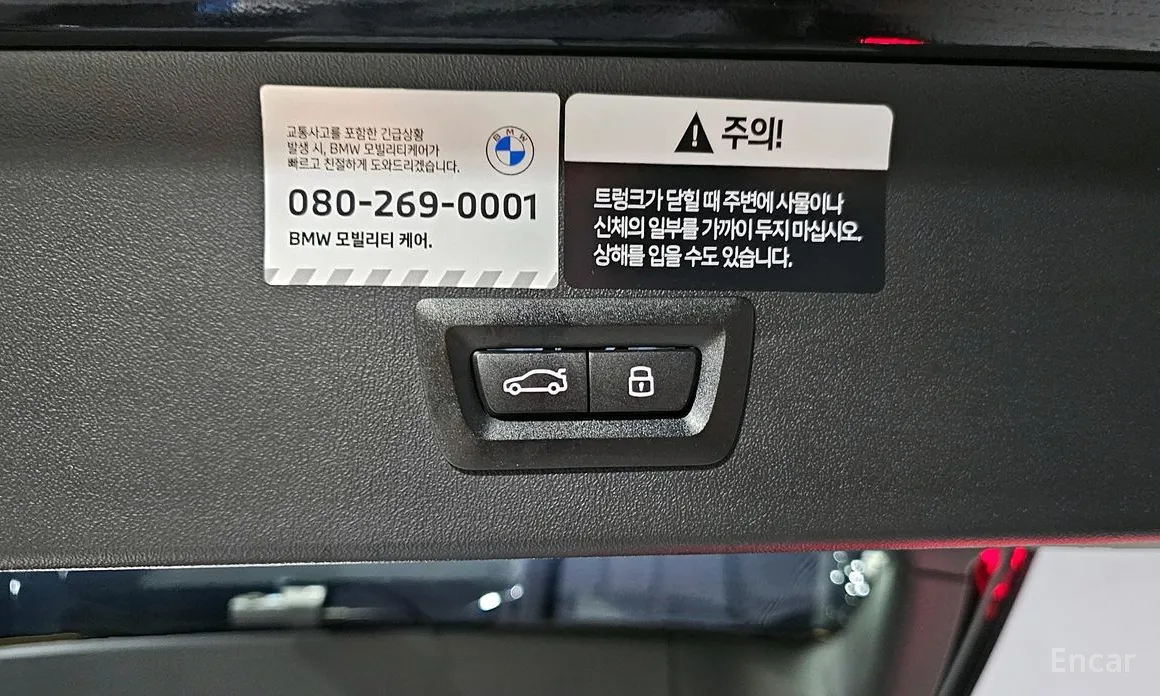 교통사고를 포함한 긴급상황
발생 시, BMW 모빌리티케어가
빠르고 친절하게 도와드리겠습니다.
BMW
080-269-0001
BMW 모빌리티 케어.
주의!
트렁크가 닫힐 때 주변에 사물이나
신체의 일부를 가까이 두지 마십시오.
상해를 입을 수도 있습니다.
Encar